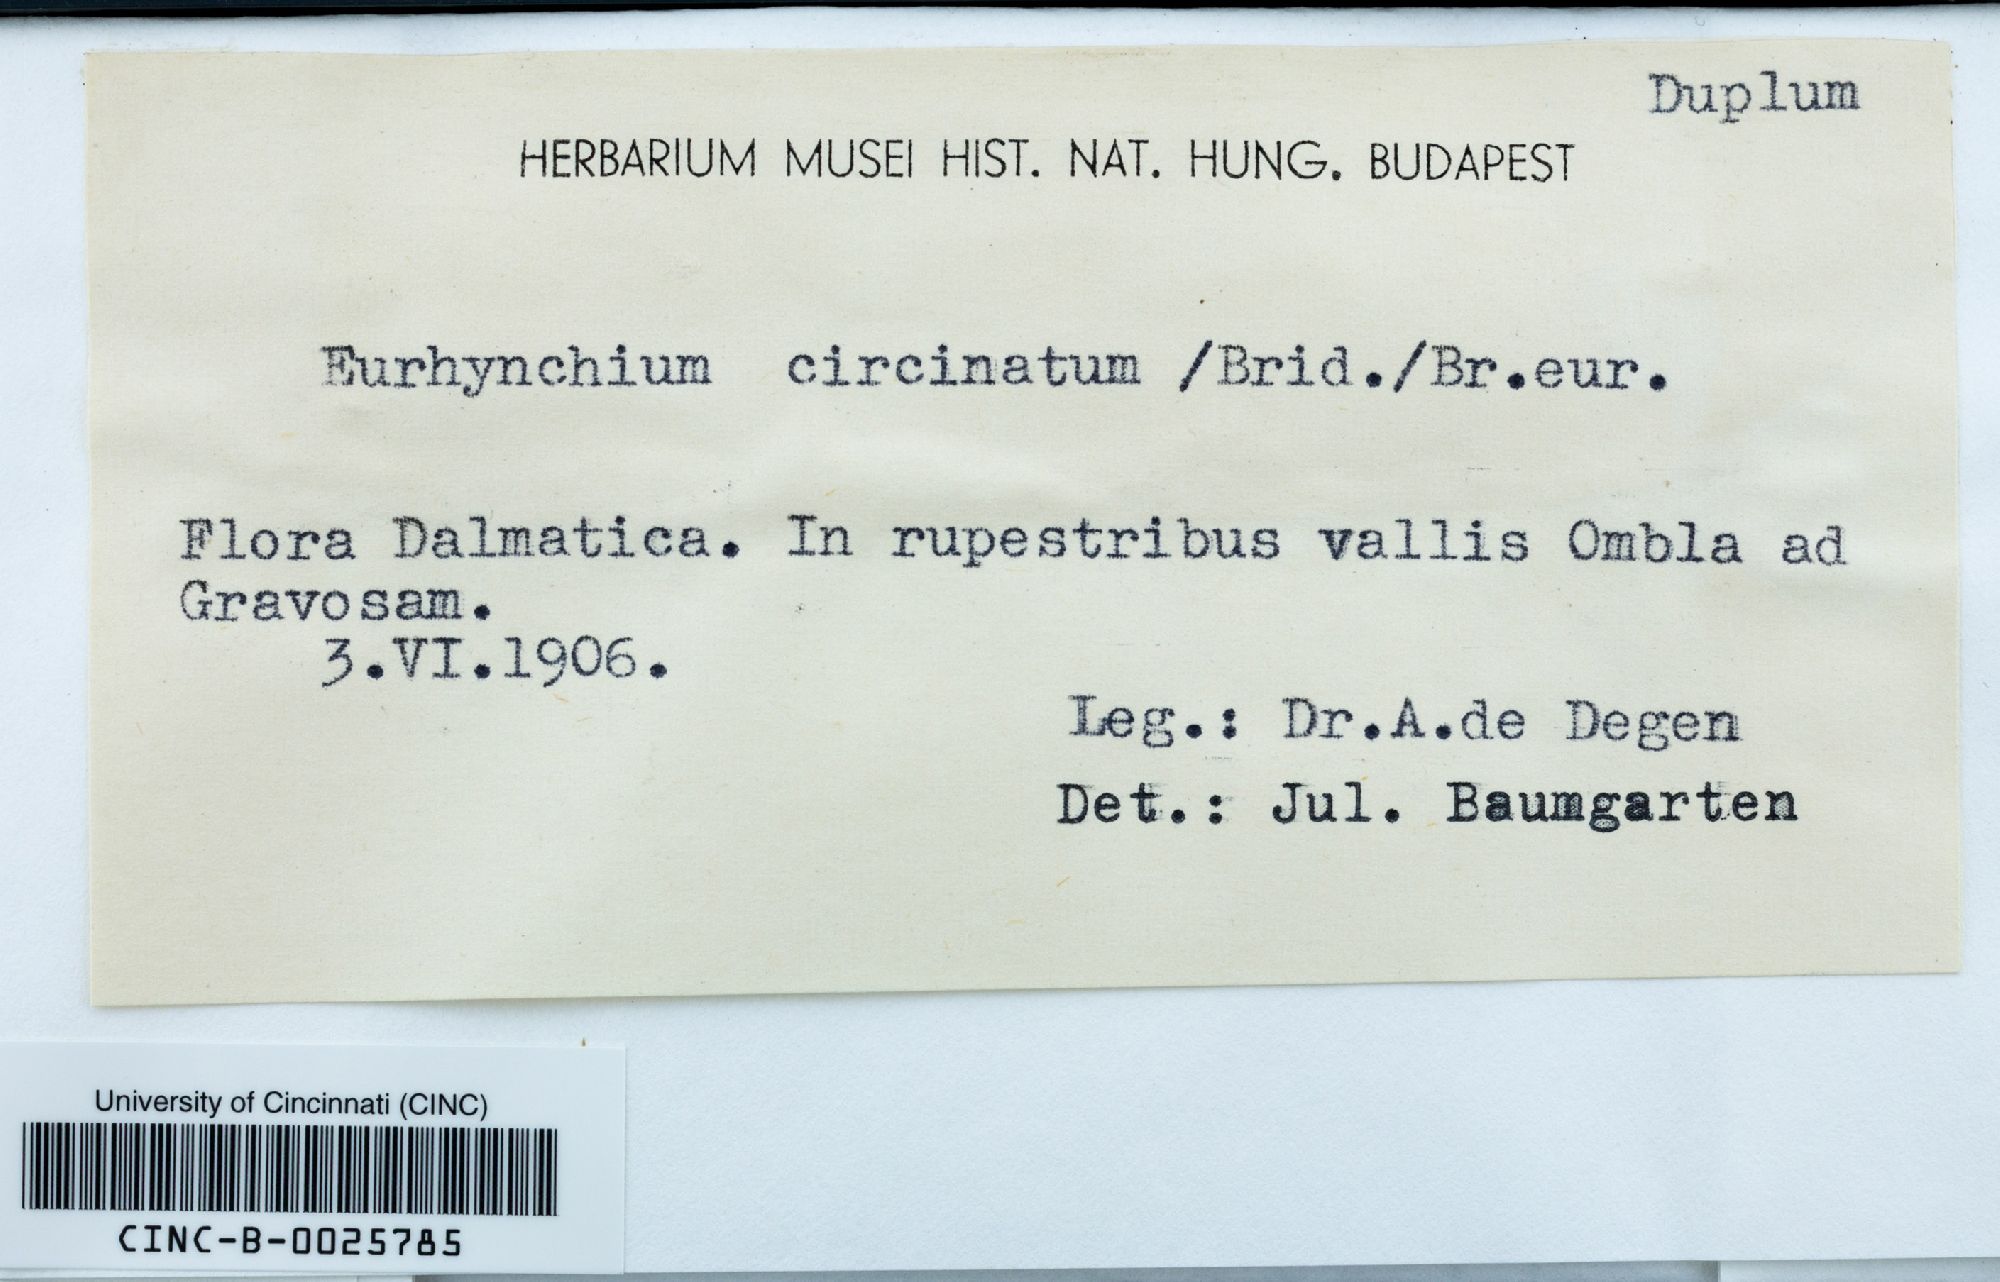 Duplum
HERBARIUM MUSEI HIST. NAT. HUNG. BUDAPEST
Eurhynchium circinatum /Brid./Br.eur.
Flora Dalmatica. In rupestribus vallis Ombla ad
Gravosam.
3.VI.1906.
Leg.: Dr.A.de Degen
Det.: Jul. Baumgarten
University of Cincinnati (CINC)
CINC-B-0025785